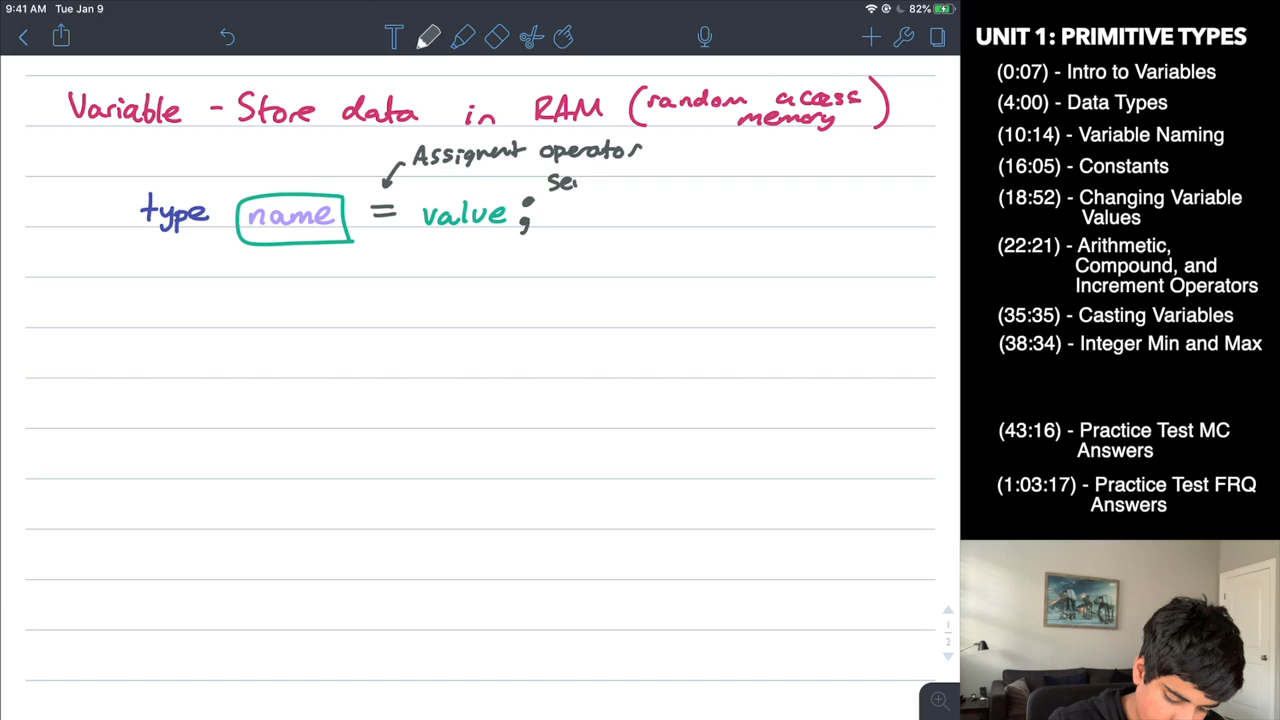 9:41 AM Tue Jan 9
82%
Variable - Store data in RAM (random access memory)
Assignment operator
se
type name = value ;
1
2
UNIT 1: PRIMITIVE TYPES
(0:07) - Intro to Variables
(4:00) - Data Types
(10:14) - Variable Naming
(16:05) - Constants
(18:52) - Changing Variable
Values
(22:21) - Arithmetic,
Compound, and
Increment Operators
(35:35) - Casting Variables
(38:34) - Integer Min and Max
(43:16) - Practice Test MC
Answers
(1:03:17) - Practice Test FRQ
Answers